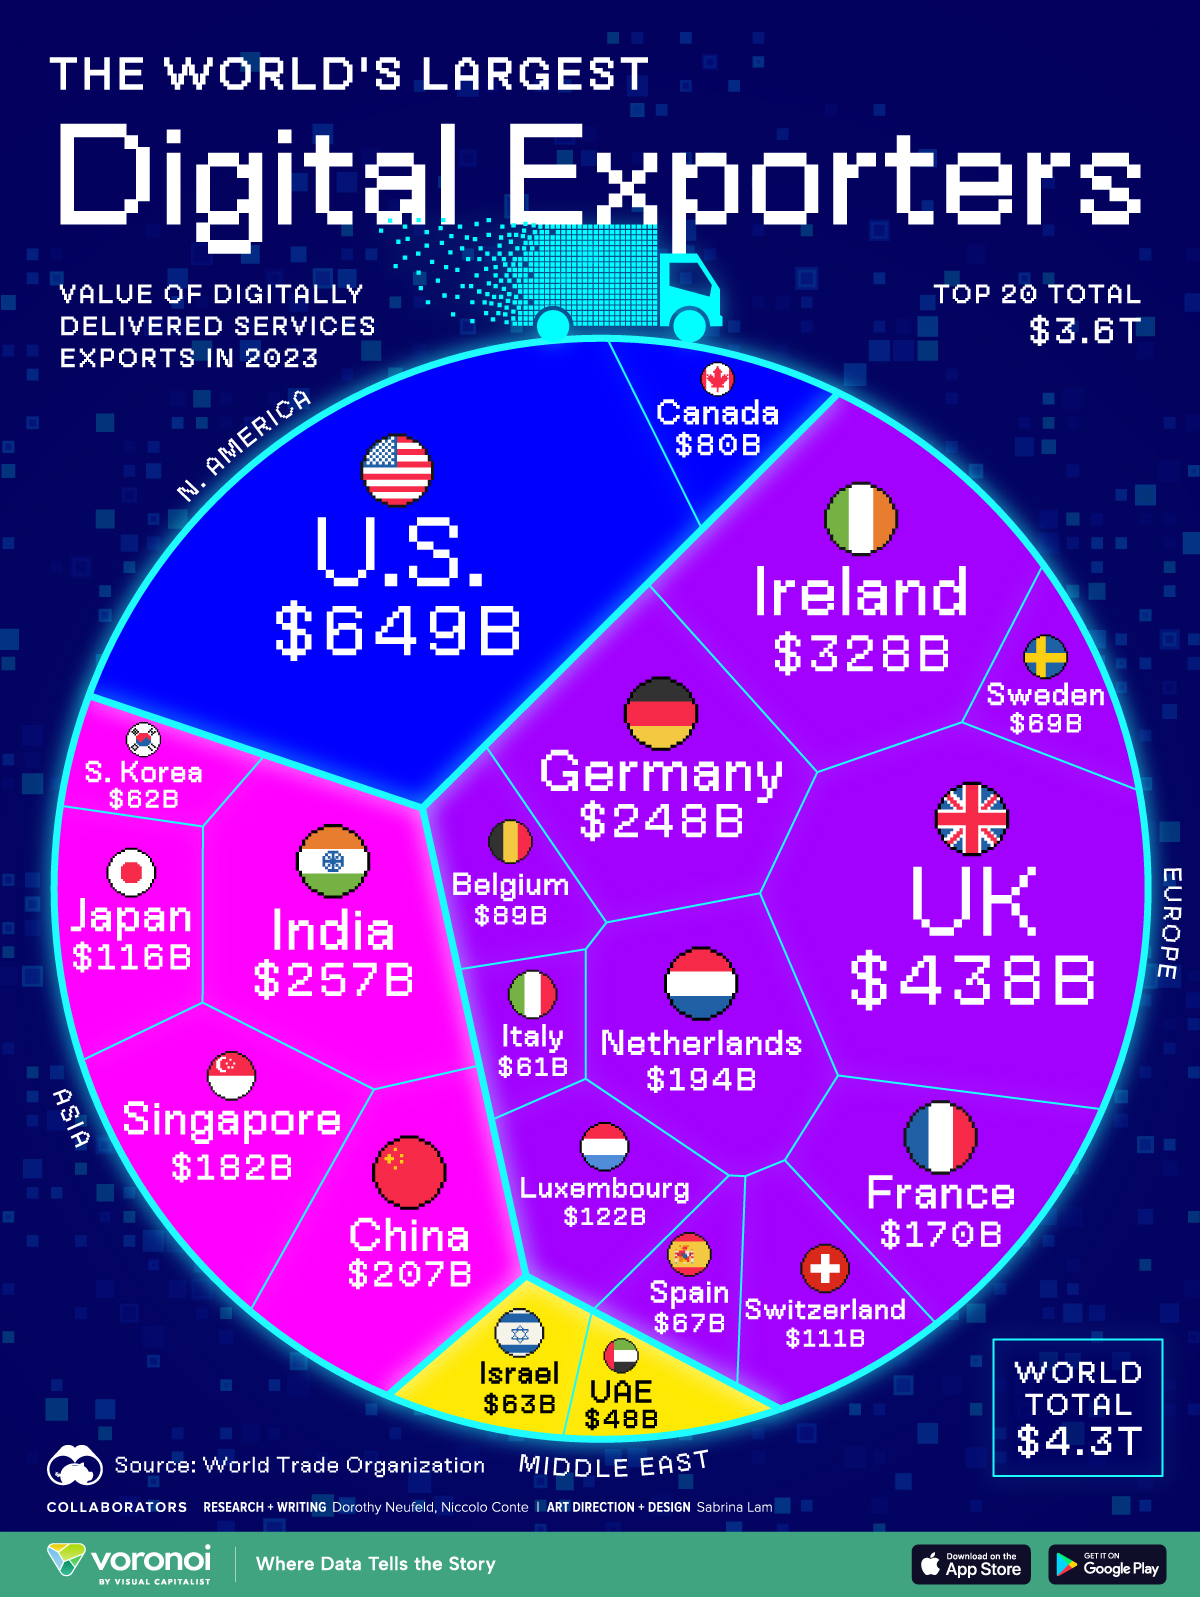 THE WORLD'S LARGEST
Digital Exporters
VALUE OF DIGITALLY
DELIVERED SERVICES
EXPORTS IN 2023
TOP 20 TOTAL
$3.6T
N. AMERICA
Canada
$80B
U.S.
$649B
Ireland
$328B
Sweden
$69B
S. Korea
$62B
Germany
$248B
UK
$438B
Belgium
$89B
Japan
$116B
India
$257B
EUROPE
Italy
$61B
Netherlands
$194B
ASIA
Singapore
$182B
China
$207B
Luxembourg
$122B
France
$170B
Spain
$67B
Switzerland
$111B
Israel
$63B
UAE
$48B
MIDDLE EAST
WORLD
TOTAL
$4.3T
Source: World Trade Organization
COLLABORATORS RESEARCH + WRITING Dorothy Neufeld, Niccolo Conte | ART DIRECTION + DESIGN Sabrina Lam
voronoi
BY VISUAL CAPITALIST
Where Data Tells the Story
Download on the
App Store
GET IT ON
Google Play